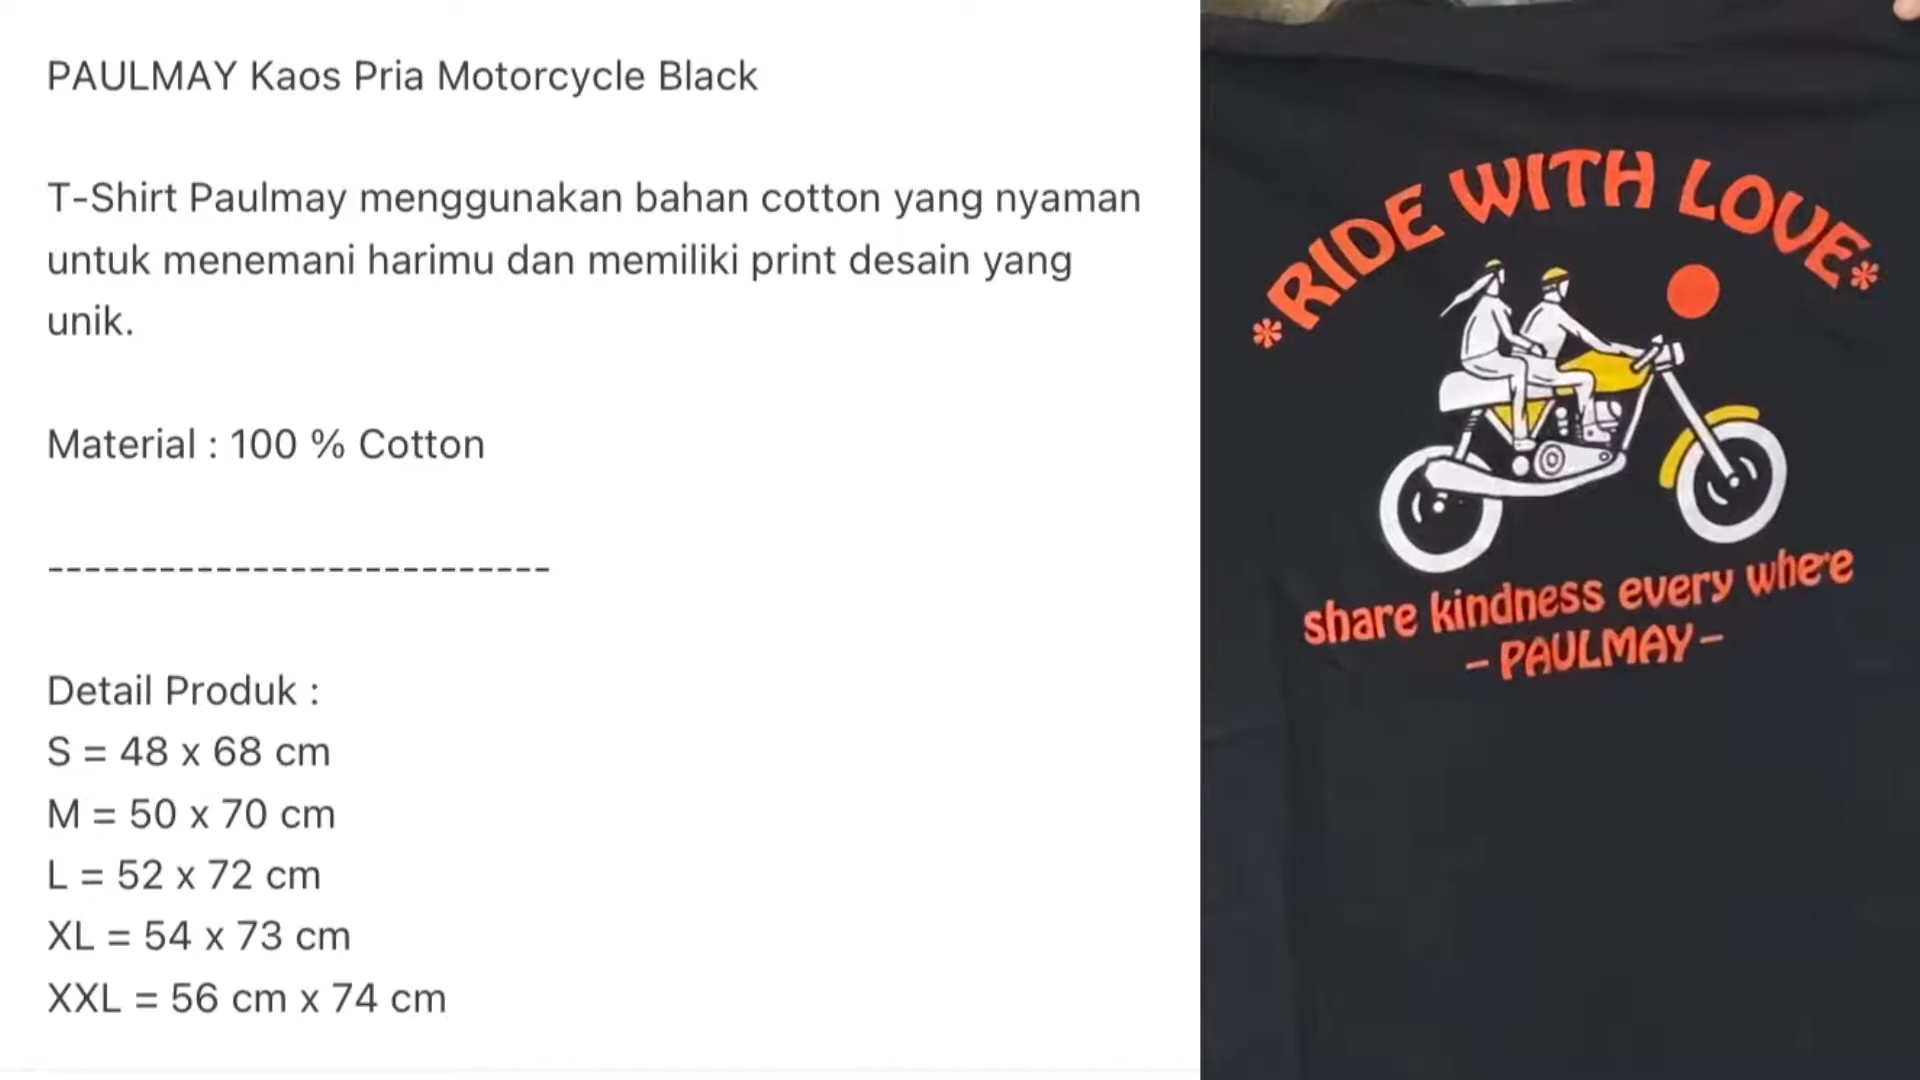 PAULMAY Kaos Pria Motorcycle Black
T-Shirt Paulmay menggunakan bahan cotton yang nyaman
untuk menemani harimu dan memiliki print desain yang
unik.
Material : 100 % Cotton
---------------------------
Detail Produk :
S = 48 x 68 cm
M = 50 x 70 cm
L = 52 x 72 cm
XL = 54 x 73 cm
XXL = 56 cm x 74 cm
*RIDE WITH LOVE*
share kindness every where
- PAULMAY -